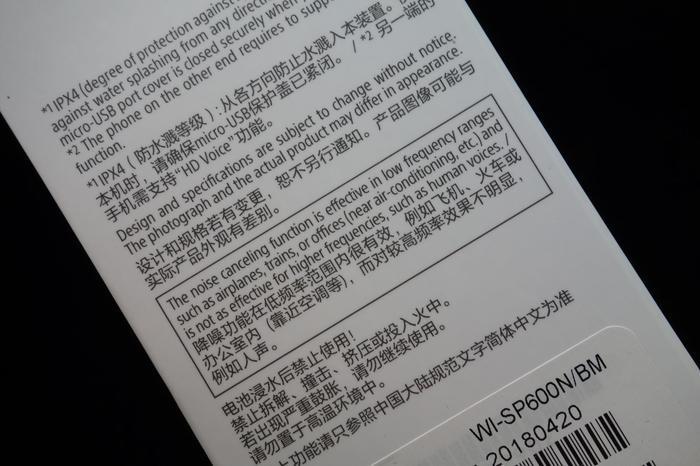 *1 IPX4 (degree of protection against
against water splashing from any direc
micro-USB port cover is closed securely when
*2 The phone on the other end requires to supp
function.
*1 IPX4（防水溅等级）: 从各方向防止水溅入本装置。
本机时，请确保micro-USB保护盖已紧闭。 / *2 另一端的
手机需支持"HD Voice"功能。
Design and specifications are subject to change without notice.
The photograph and the actual product may differ in appearance.
设计和规格若有变更，恕不另行通知。产品图像可能与
实际产品外观有差别。
The noise canceling function is effective in low frequency ranges
such as airplanes, trains, or offices (near air-conditioning, etc.) and
is not as effective for higher frequencies, such as human voices. /
降噪功能在低频率范围内很有效，例如飞机、火车或
办公室内（靠近空调等），而对较高频率效果不明显，
例如人声。
电池浸水后禁止使用！
禁止拆解、撞击、挤压或投入火中。
若出现严重鼓胀，请勿继续使用。
请勿置于高温环境中。
功能请只参照中国大陆规范文字简体中文为准
WI-SP600N/BM
20180420